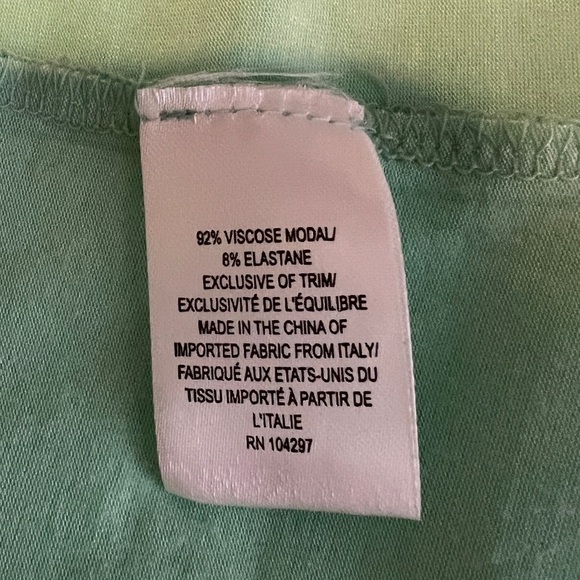 92% VISCOSE MODAL/
8% ELASTANE
EXCLUSIVE OF TRIM/
EXCLUSIVITÉ DE L'ÉQUILIBRE
MADE IN THE CHINA OF
IMPORTED FABRIC FROM ITALY/
FABRIQUÉ AUX ETATS-UNIS DU
TISSU IMPORTÉ À PARTIR DE
L'ITALIE
RN 104297